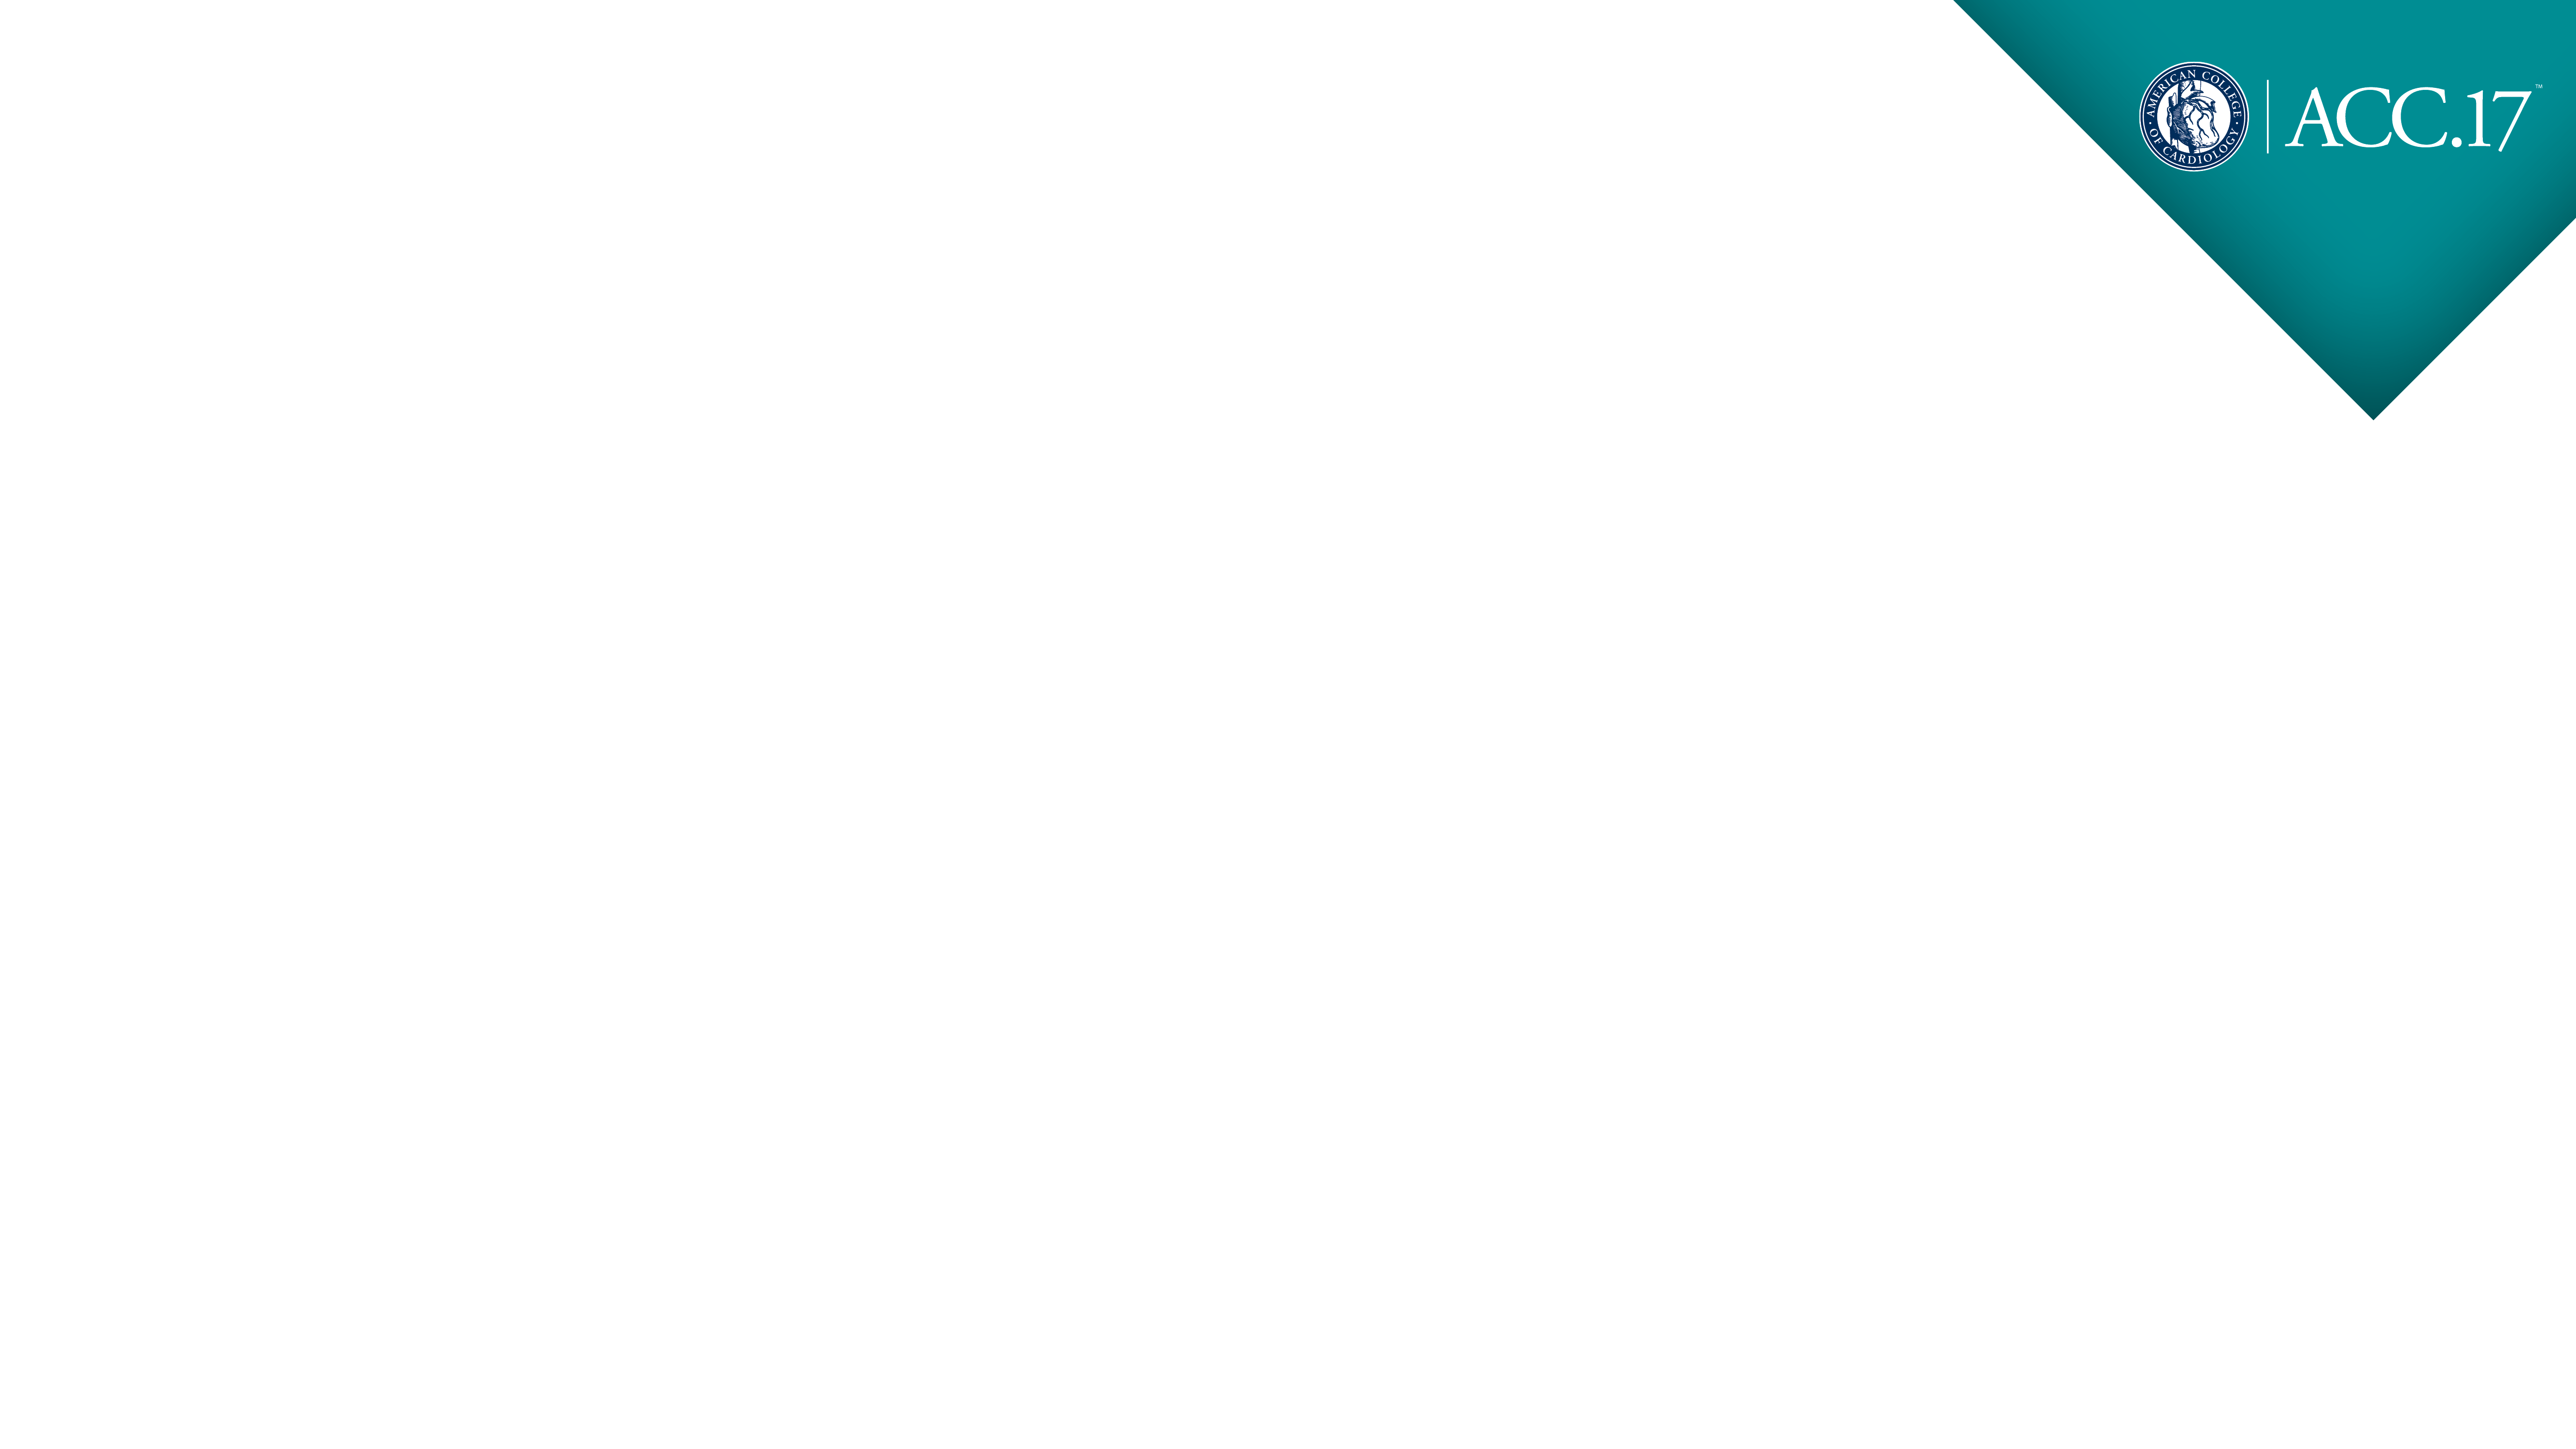 · AMERICAN COLLEGE ·
OF CARDIOLOGY
ACC.17™